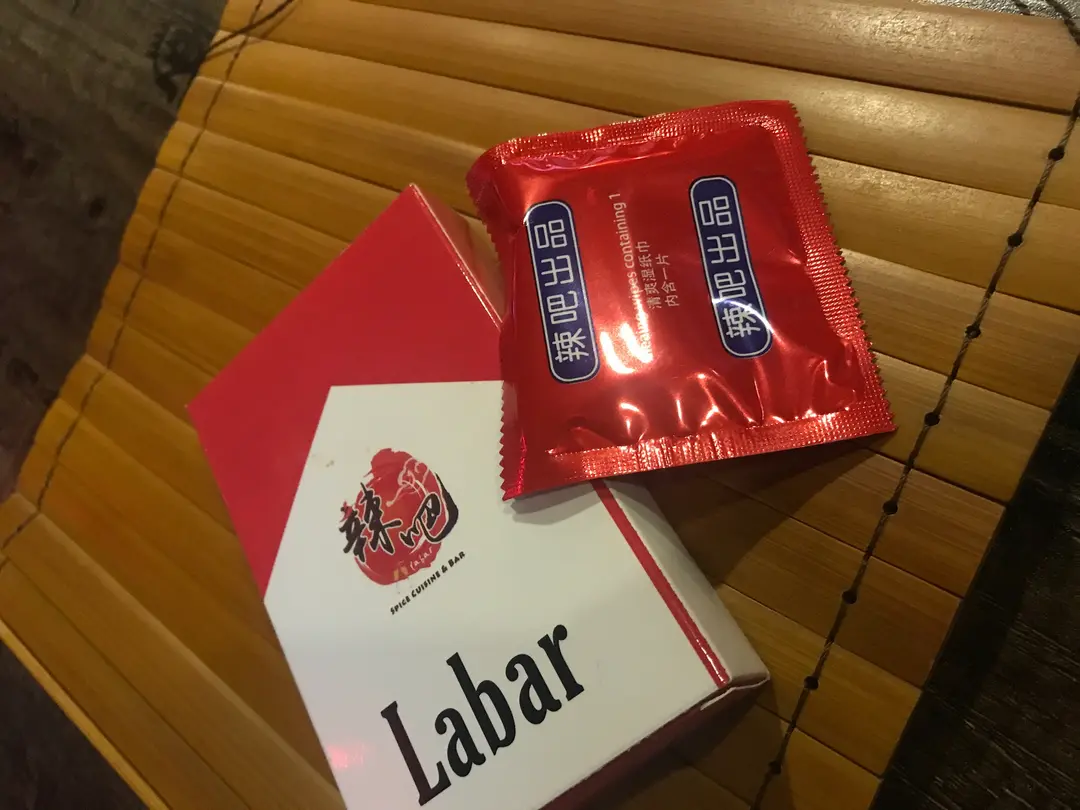 辣吧
Labar
SPICE CUISINE & BAR
Labar
辣吧出品
wipes containing 1
清爽湿纸巾
内含一片
辣吧出品